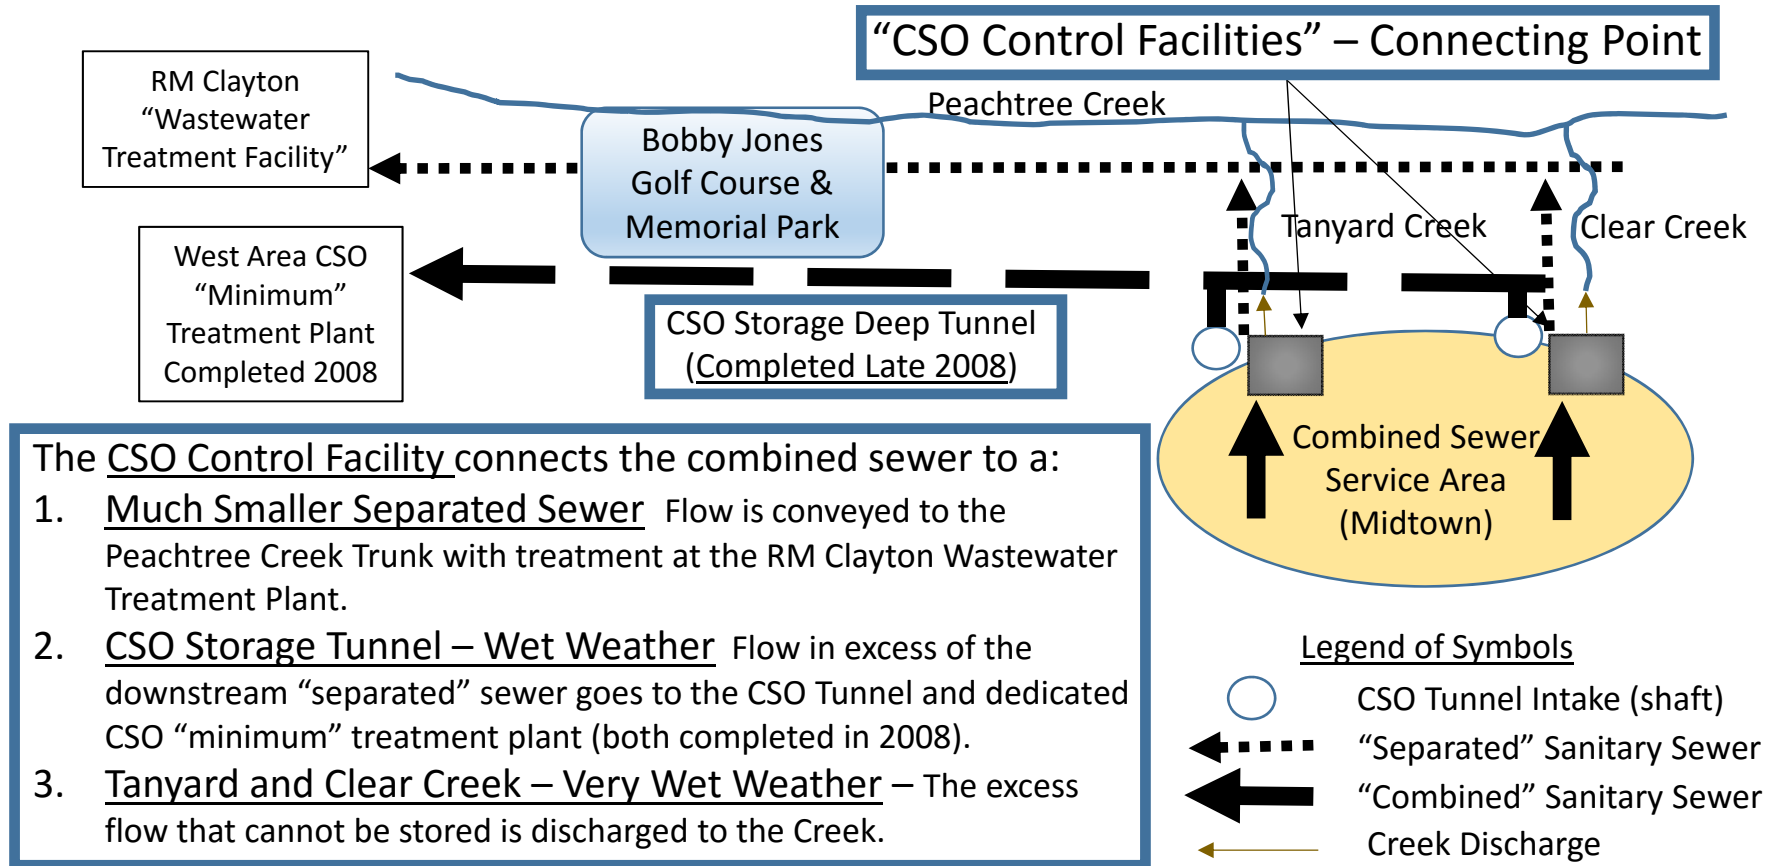 “CSO Control Facilities” – Connecting Point
RM Clayton
“Wastewater
Treatment Facility”
Peachtree Creek
Bobby Jones
Golf Course &
Memorial Park
Tanyard Creek
Clear Creek
West Area CSO
“Minimum”
Treatment Plant
Completed 2008
CSO Storage Deep Tunnel
(Completed Late 2008)
Combined Sewer
Service Area
(Midtown)
The CSO Control Facility connects the combined sewer to a:
1. Much Smaller Separated Sewer Flow is conveyed to the
Peachtree Creek Trunk with treatment at the RM Clayton Wastewater
Treatment Plant.
2. CSO Storage Tunnel – Wet Weather Flow in excess of the
downstream “separated” sewer goes to the CSO Tunnel and dedicated
CSO “minimum” treatment plant (both completed in 2008).
3. Tanyard and Clear Creek – Very Wet Weather – The excess
flow that cannot be stored is discharged to the Creek.
Legend of Symbols
CSO Tunnel Intake (shaft)
“Separated” Sanitary Sewer
“Combined” Sanitary Sewer
Creek Discharge